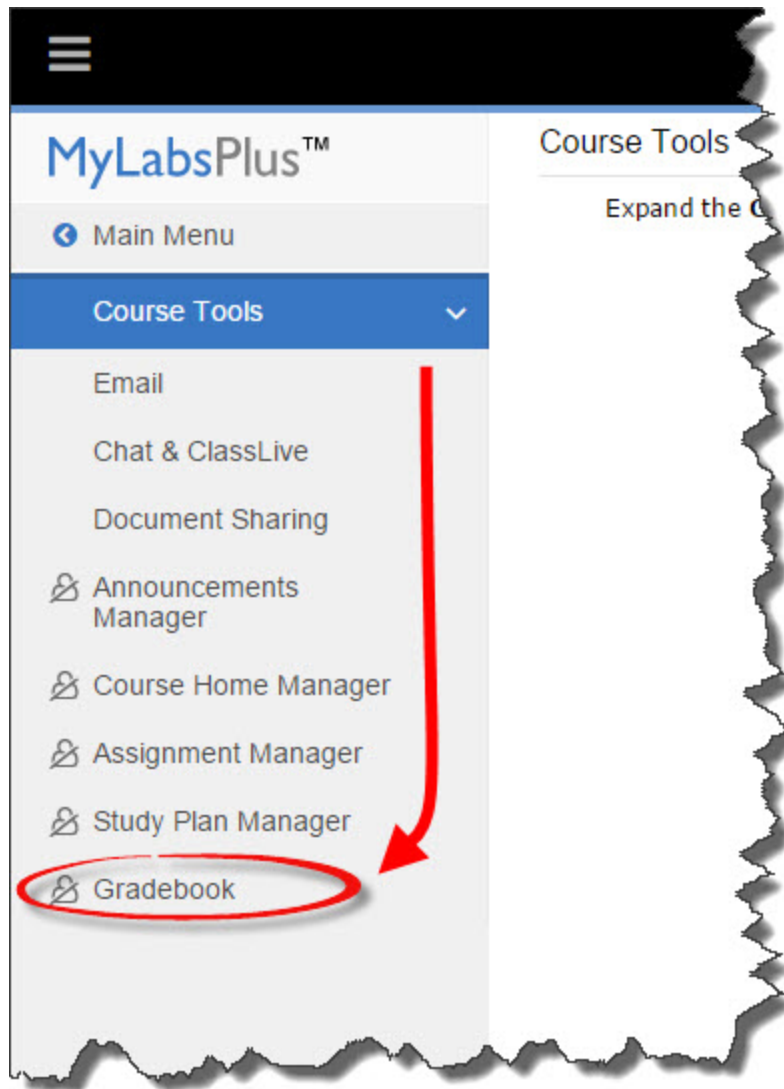 MyLabsPlus™
Main Menu
Course Tools
Email
Chat & ClassLive
Document Sharing
Announcements
Manager
Course Home Manager
Assignment Manager
Study Plan Manager
Gradebook
Course Tools
Expand the